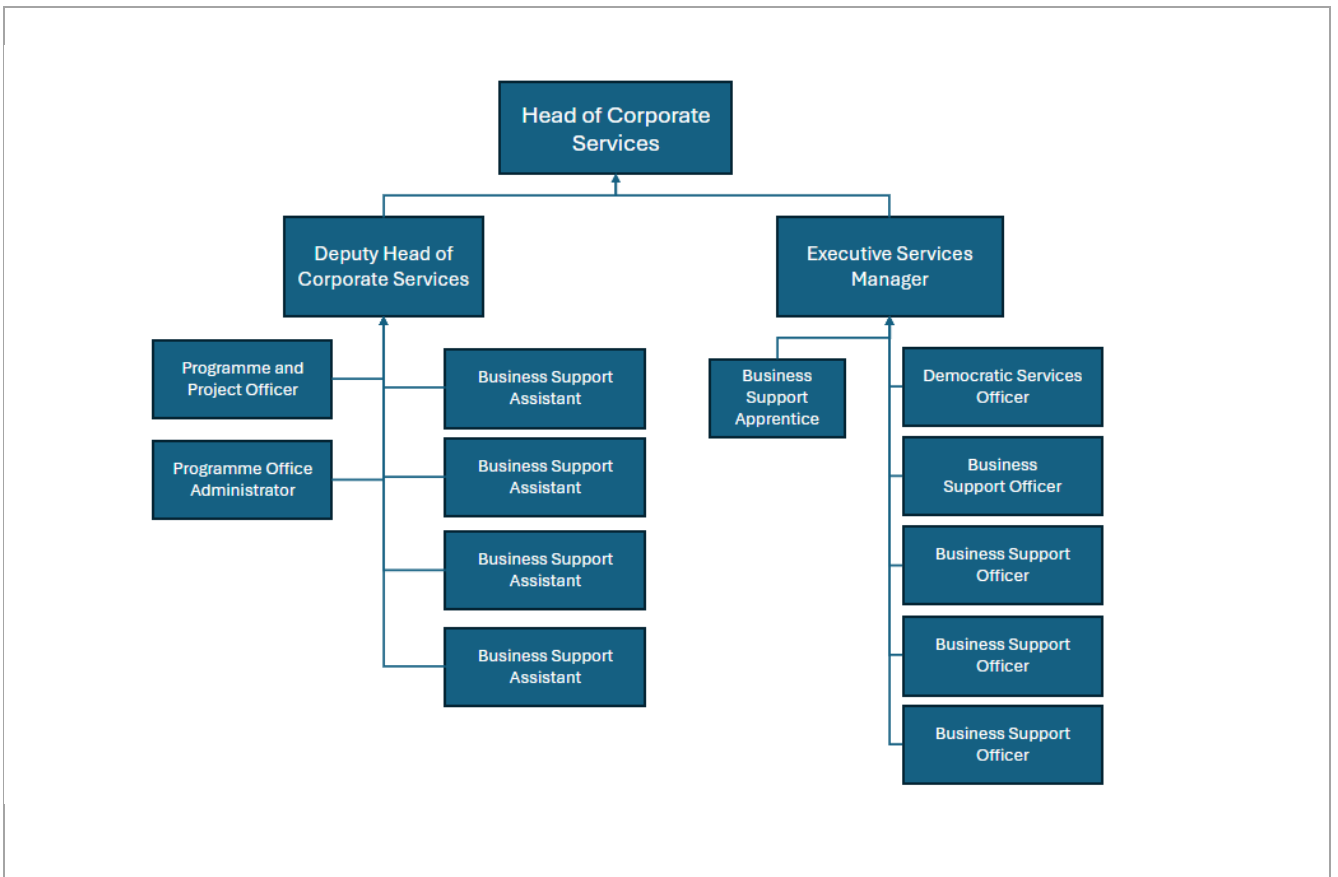 Head of Corporate
Services
Deputy Head of
Corporate Services
Executive Services
Manager
Programme and
Project Officer
Programme Office
Administrator
Business Support
Assistant
Business Support
Assistant
Business Support
Assistant
Business Support
Assistant
Business
Support
Apprentice
Democratic Services
Officer
Business
Support Officer
Business Support
Officer
Business Support
Officer
Business Support
Officer